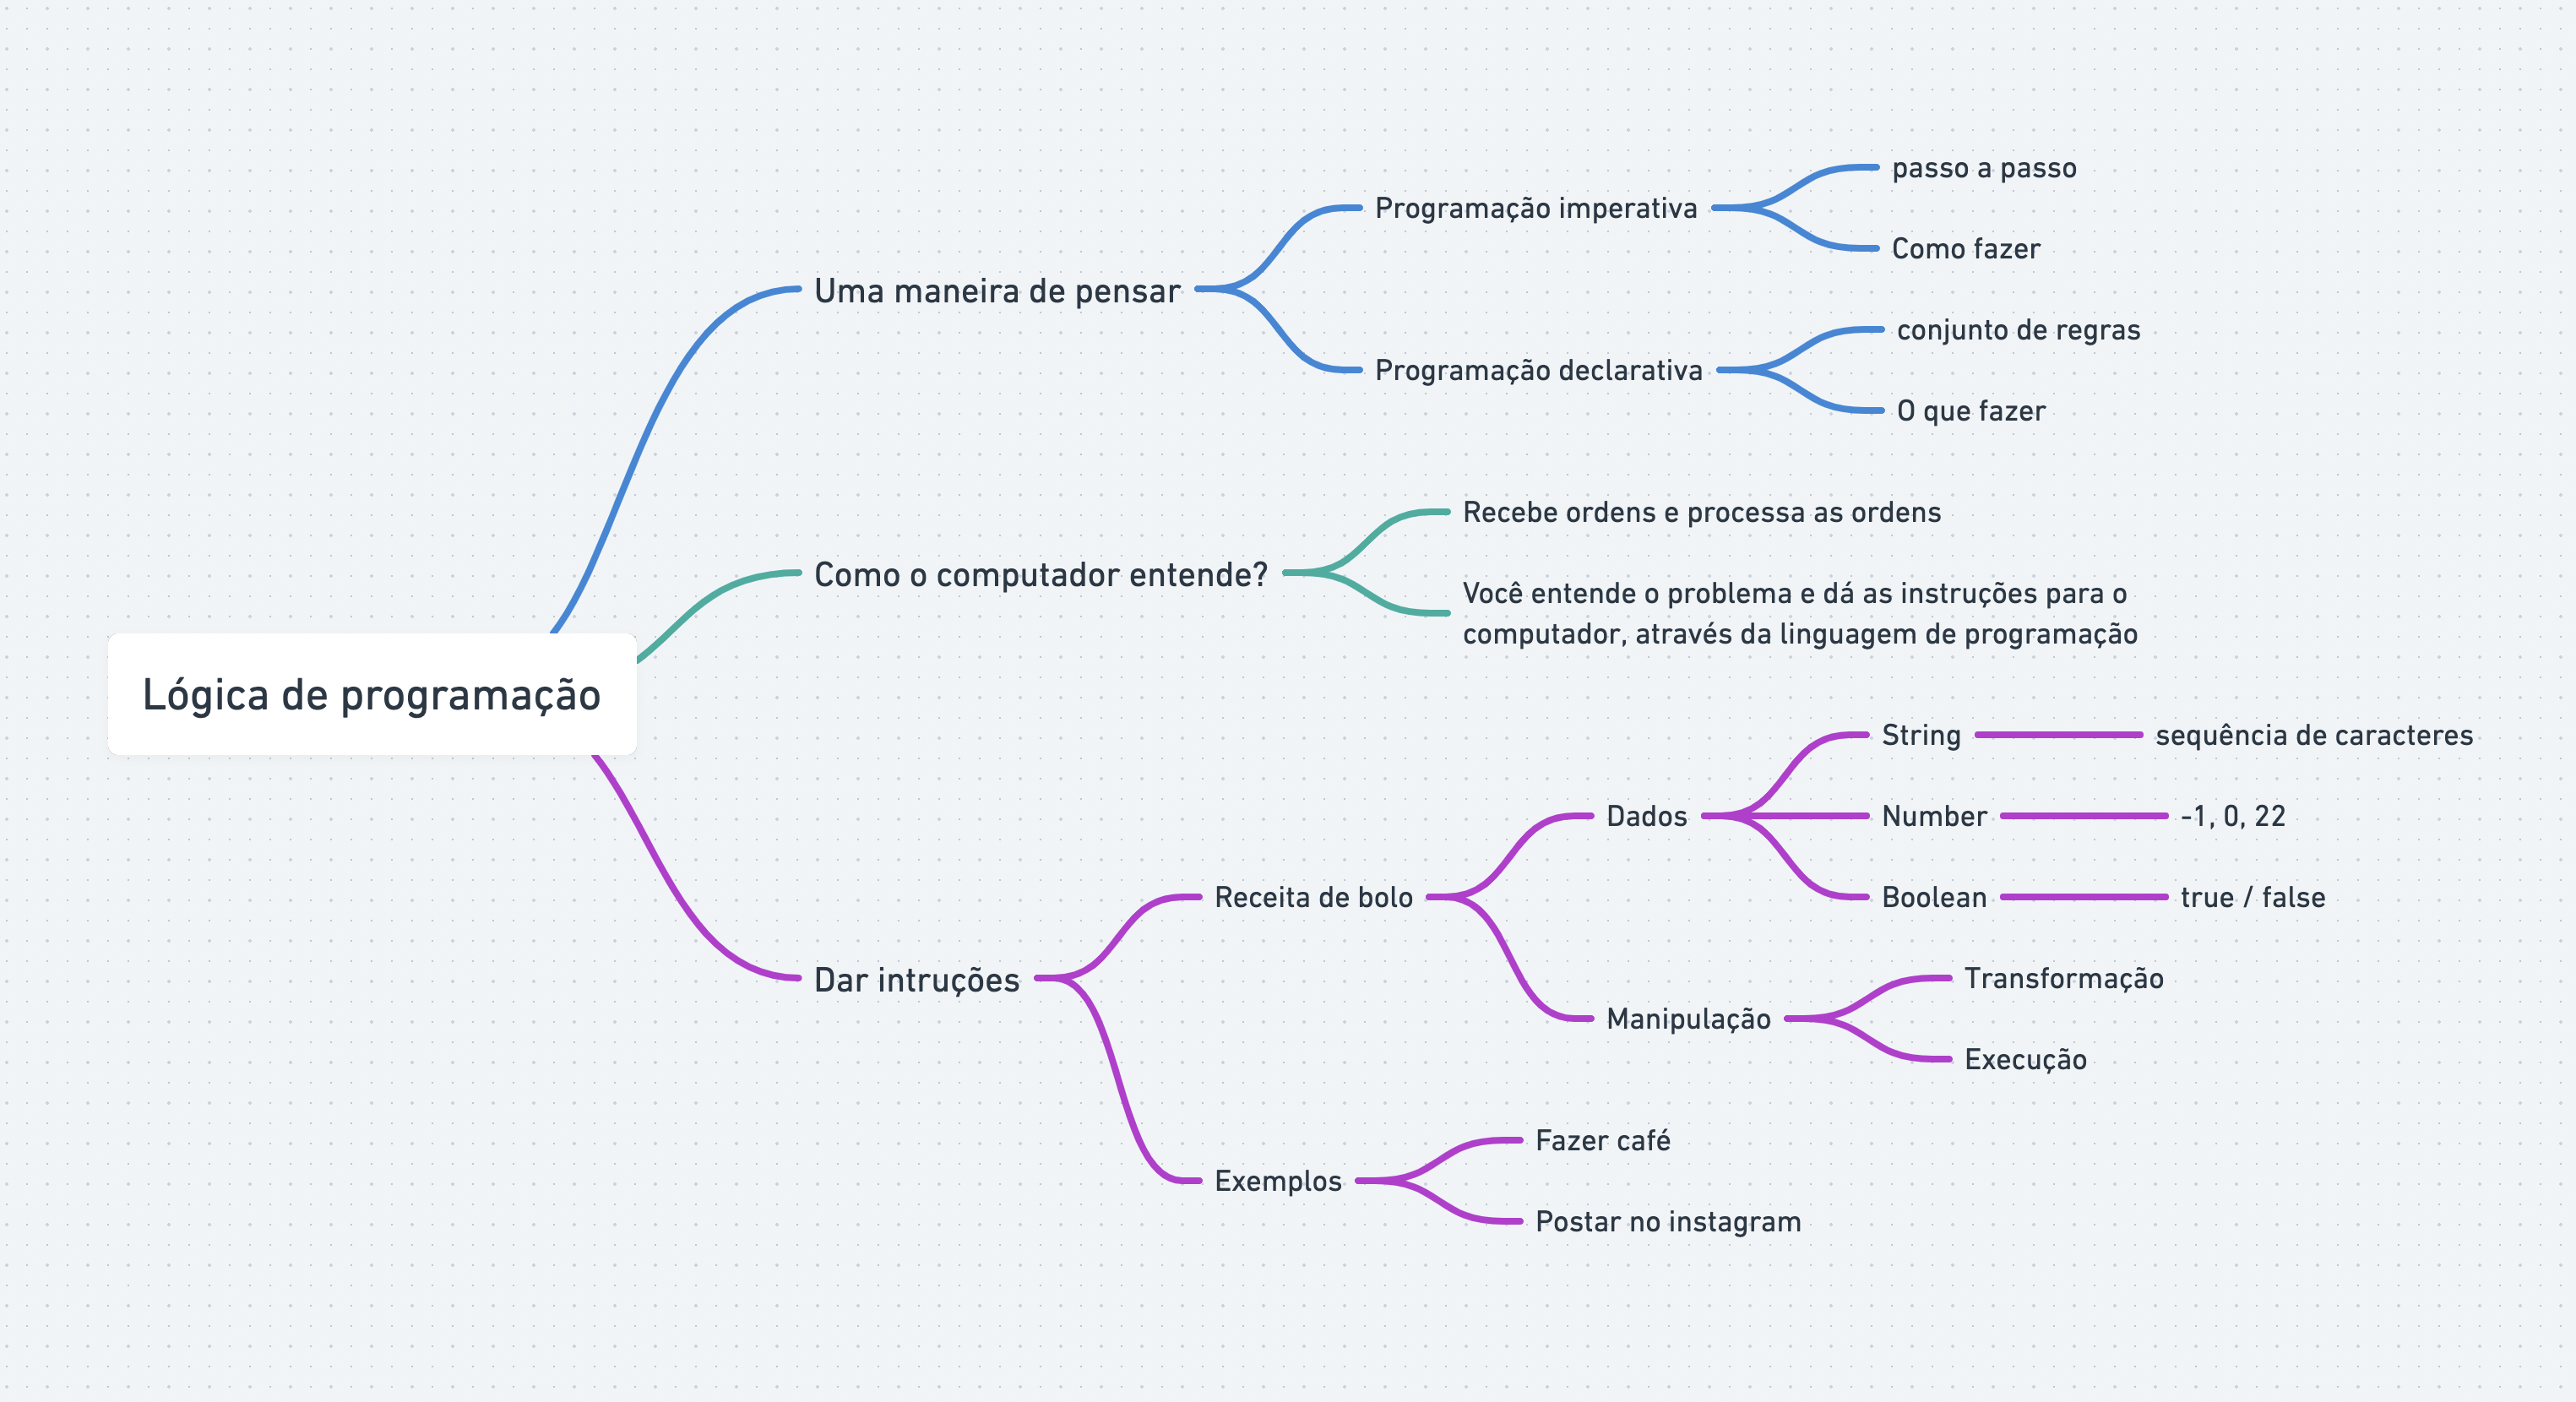 Lógica de programação
Uma maneira de pensar
Programação imperativa
passo a passo
Como fazer
Programação declarativa
conjunto de regras
O que fazer
Como o computador entende?
Recebe ordens e processa as ordens
Você entende o problema e dá as instruções para o
computador, através da linguagem de programação
Dar intruções
Receita de bolo
Dados
String
sequência de caracteres
Number
-1, 0, 22
Boolean
true / false
Manipulação
Transformação
Execução
Exemplos
Fazer café
Postar no instagram